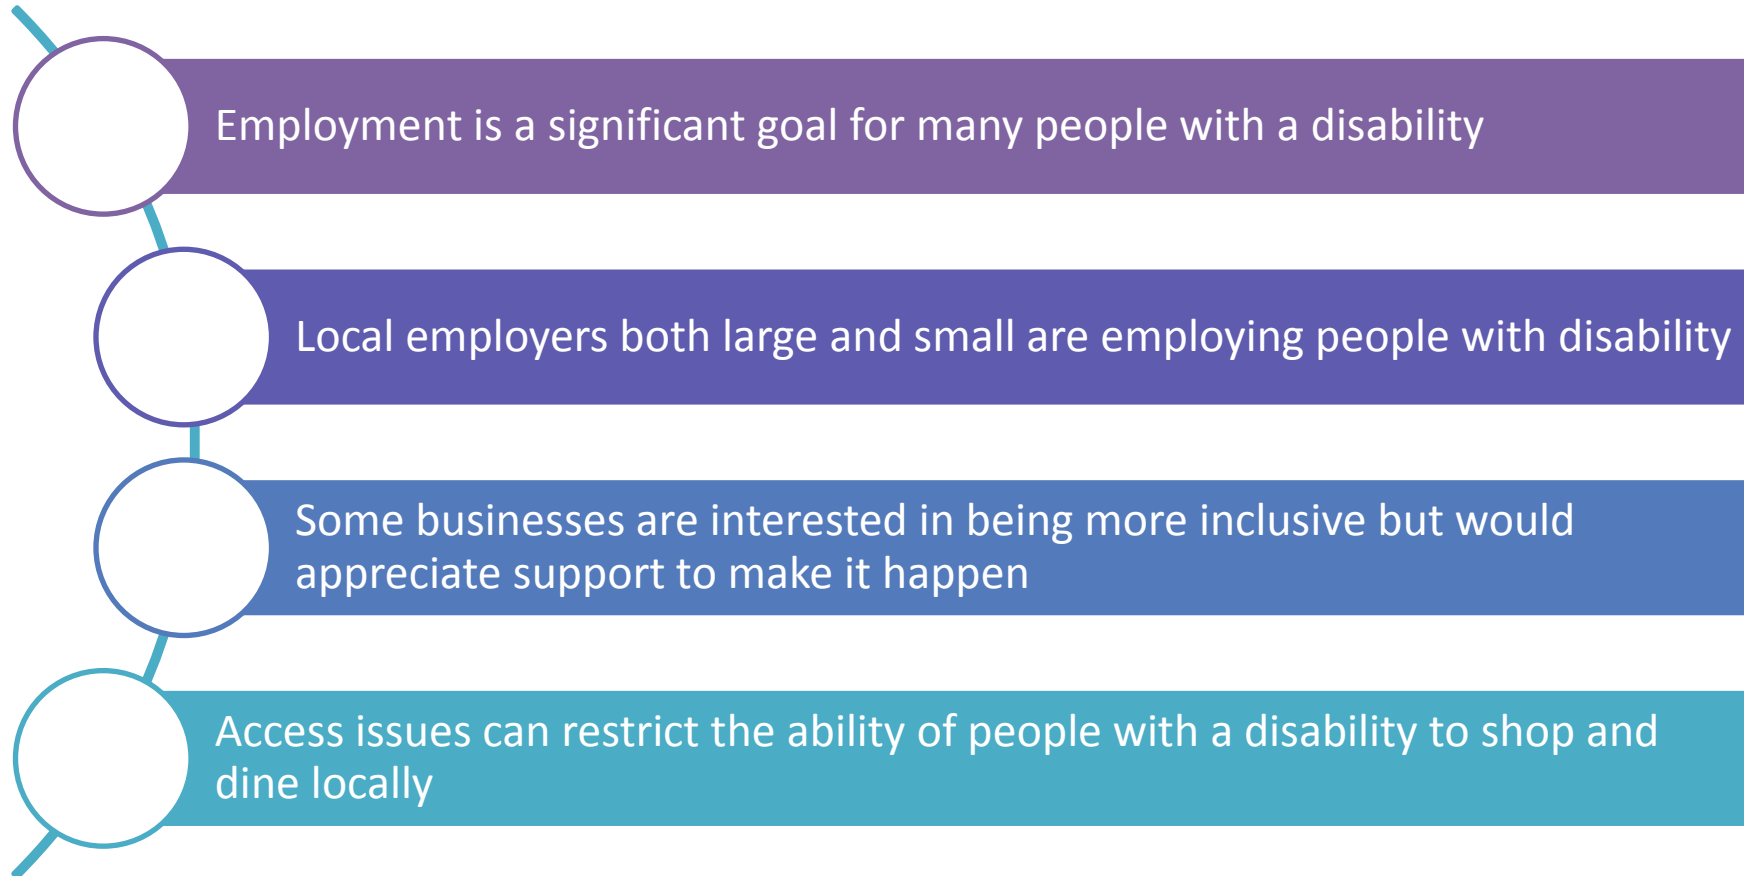 Employment is a significant goal for many people with a disability
Local employers both large and small are employing people with disability
Some businesses are interested in being more inclusive but would
appreciate support to make it happen
Access issues can restrict the ability of people with a disability to shop and
dine locally